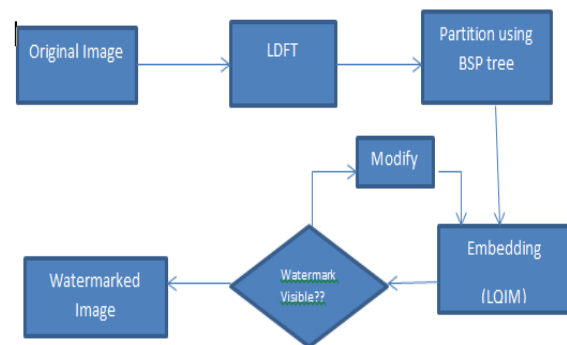 Original Image
LDFT
Partition using
BSP tree
Modify
Embedding
(LQIM)
Watermark
Visible??
Watermarked
Image